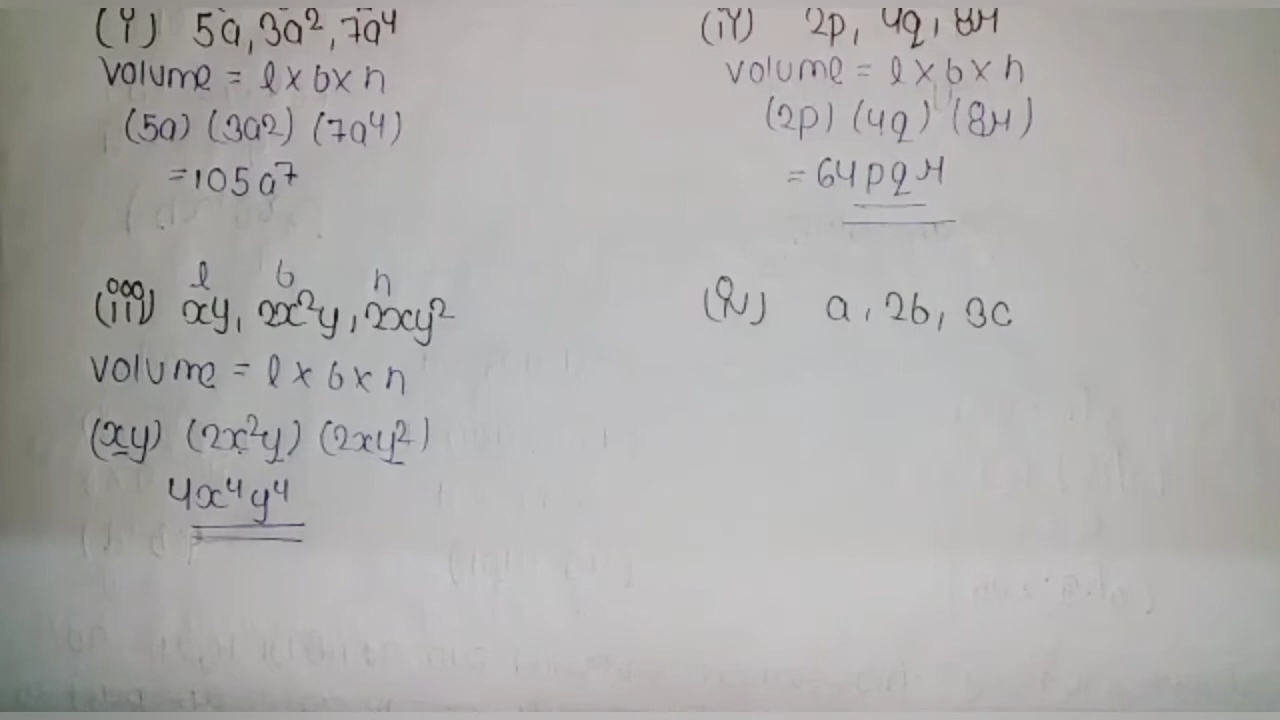 (i) 5a, 3a², 7a⁴
volume = l × b × h
(5a) (3a2) (7a⁴)
= 105 a⁷
(ii) 2p, 4q, 8r
volume = l × b × h
(2p) (4q) (8r)
= 64 p q r
l b h
(iii) xy, 2x²y, 2xy²
volume = l × b × h
(xy) (2x²y) (2xy²)
4x⁴y⁴
(iv) a, 2b, 3c